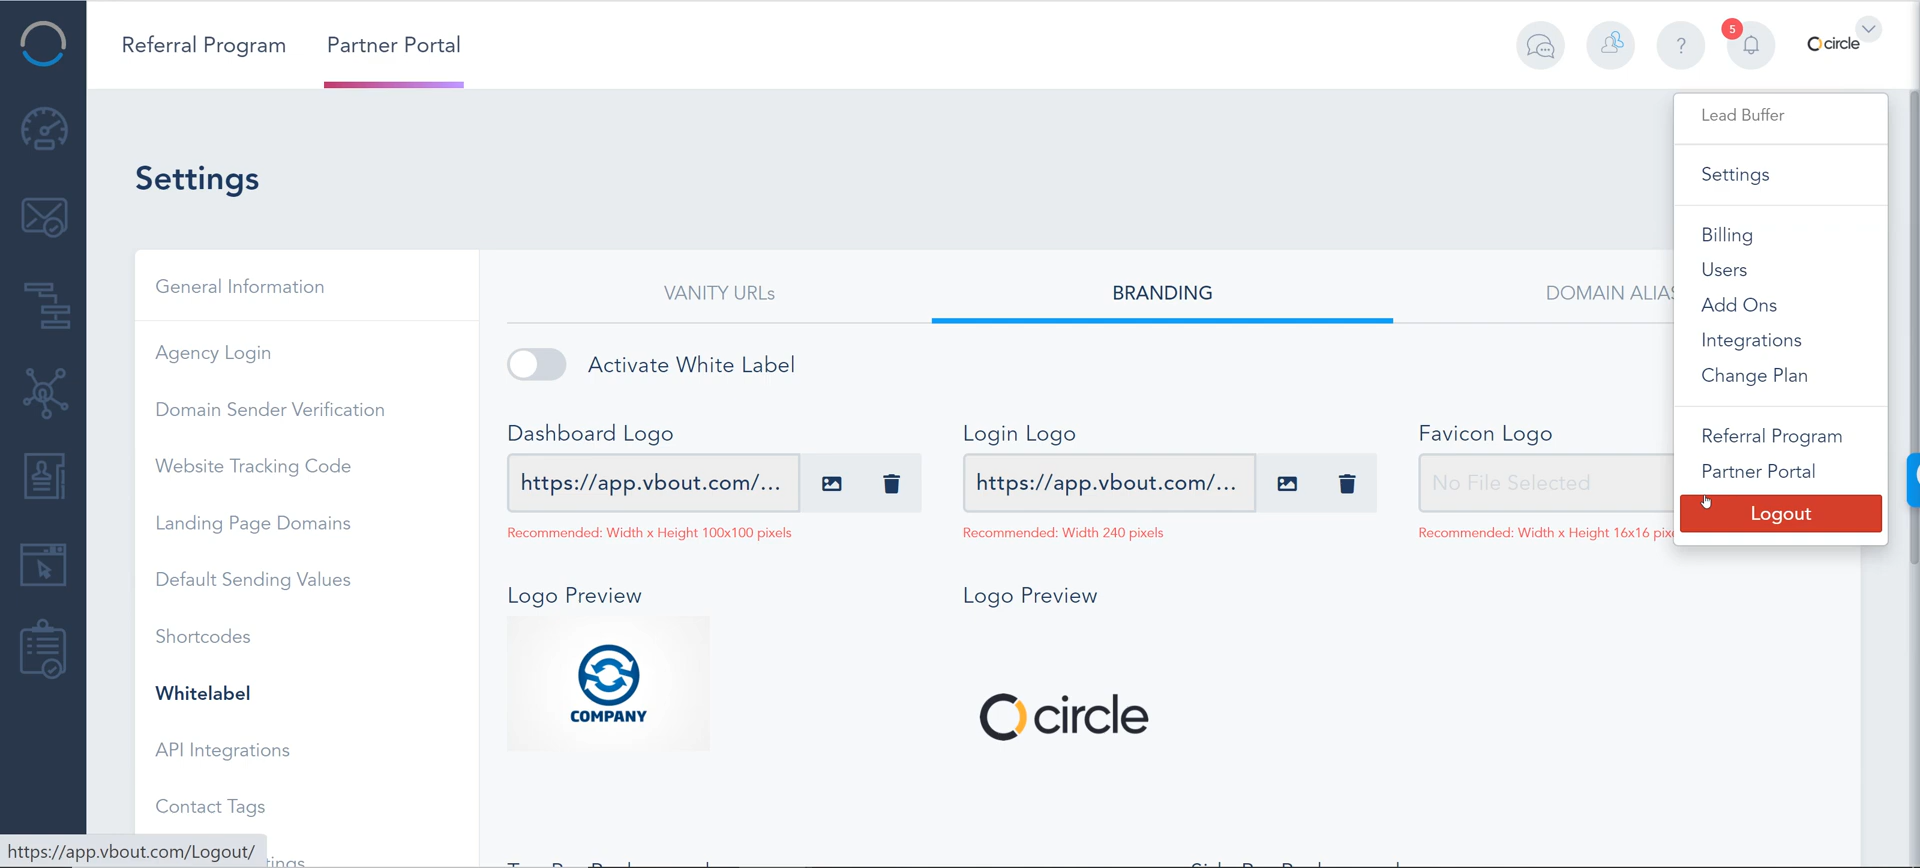 Referral Program
Partner Portal
?
5
circle
Lead Buffer
Settings
Billing
Users
Add Ons
Integrations
Change Plan
Referral Program
Partner Portal
Logout
Settings
General Information
Agency Login
Domain Sender Verification
Website Tracking Code
Landing Page Domains
Default Sending Values
Shortcodes
Whitelabel
API Integrations
Contact Tags
VANITY URLs
BRANDING
DOMAIN ALIAS
Activate White Label
Dashboard Logo
https://app.vbout.com/...
Recommended: Width x Height 100x100 pixels
Logo Preview
COMPANY
Login Logo
https://app.vbout.com/...
Recommended: Width 240 pixels
Logo Preview
circle
Favicon Logo
No File Selected
Recommended: Width x Height 16x16 pix
https://app.vbout.com/Logout/